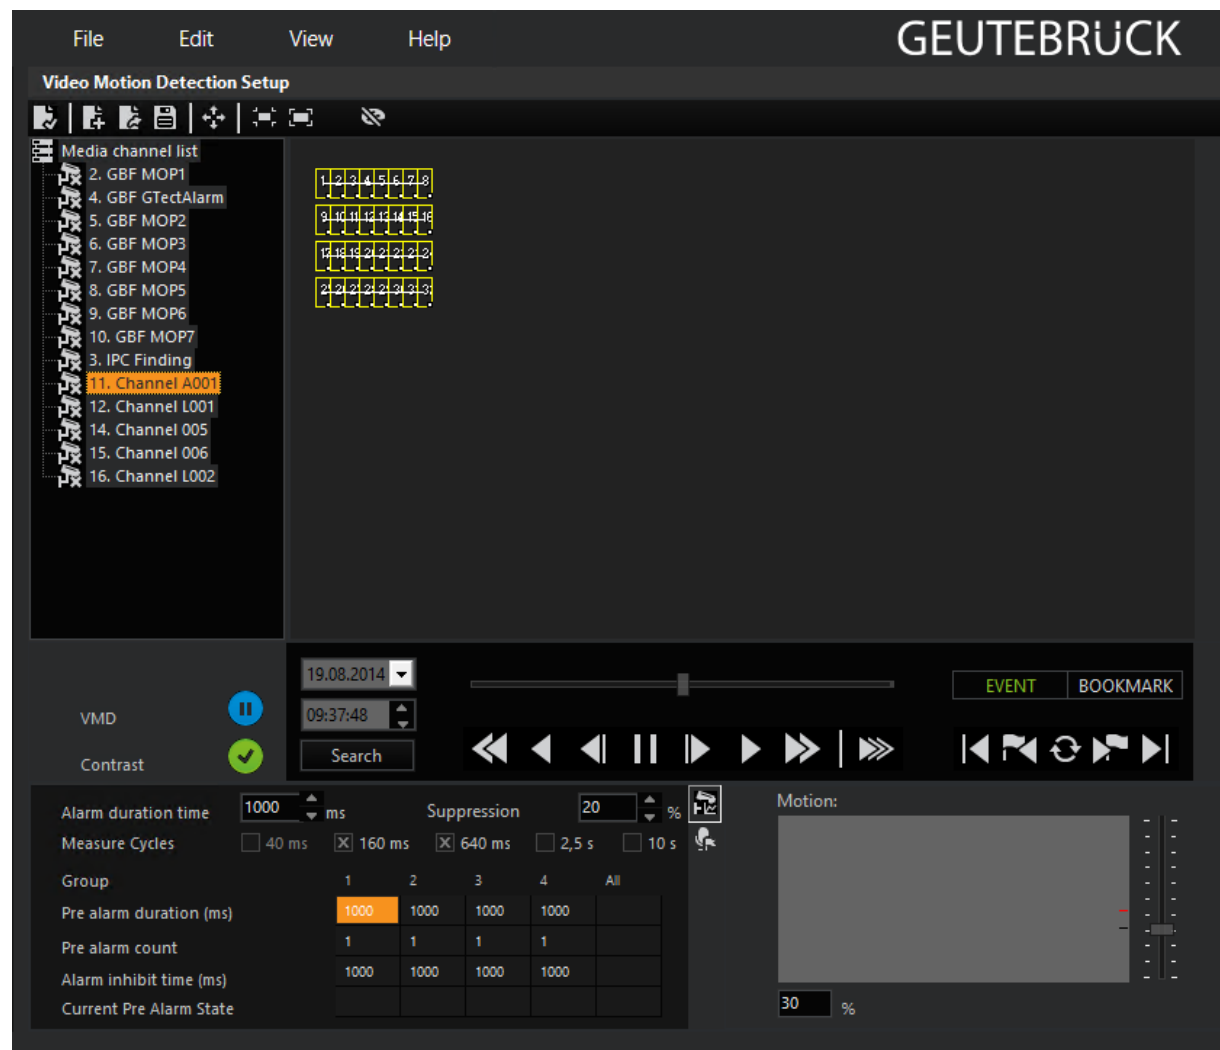 File Edit View Help GEUTEBRÜCK
Video Motion Detection Setup
Media channel list
2. GBF MOP1
4. GBF GTectAlarm
5. GBF MOP2
6. GBF MOP3
7. GBF MOP4
8. GBF MOP5
9. GBF MOP6
10. GBF MOP7
3. IPC Finding
11. Channel A001
12. Channel L001
14. Channel 005
15. Channel 006
16. Channel L002
1 2 3 4 5 6 7 8
9 10 11 12 13 14 15 16
17 18 19
19.08.2014
EVENT BOOKMARK
VMD
09:37:48
Contrast
Search
Alarm duration time 1000 ms Suppression 20 %
Measure Cycles 40 ms 160 ms 640 ms 2,5 s 10 s
Group 1 2 3 4 All
Pre alarm duration (ms) 1000 1000 1000 1000
Pre alarm count 1 1 1 1
Alarm inhibit time (ms) 1000 1000 1000 1000
Current Pre Alarm State
Motion:
30 %